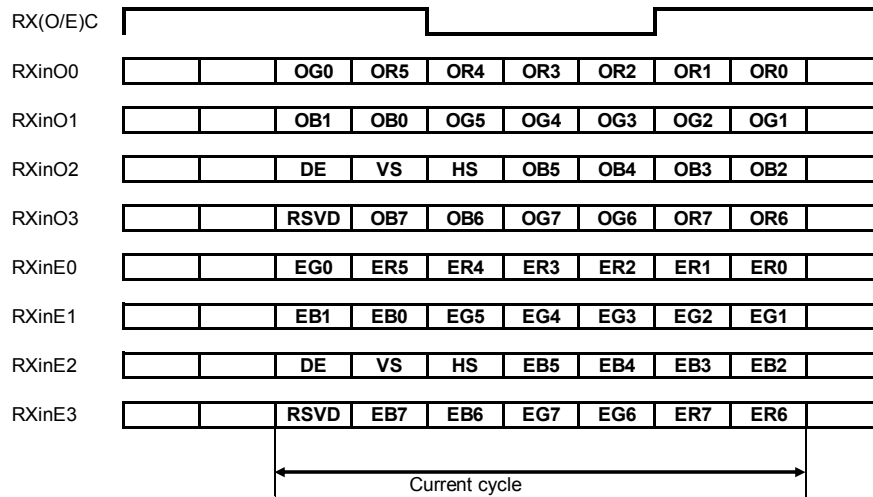 RX(O/E)C
RXinO0 OG0 OR5 OR4 OR3 OR2 OR1 OR0
RXinO1 OB1 OB0 OG5 OG4 OG3 OG2 OG1
RXinO2 DE VS HS OB5 OB4 OB3 OB2
RXinO3 RSVD OB7 OB6 OG7 OG6 OR7 OR6
RXinE0 EG0 ER5 ER4 ER3 ER2 ER1 ER0
RXinE1 EB1 EB0 EG5 EG4 EG3 EG2 EG1
RXinE2 DE VS HS EB5 EB4 EB3 EB2
RXinE3 RSVD EB7 EB6 EG7 EG6 ER7 ER6
Current cycle